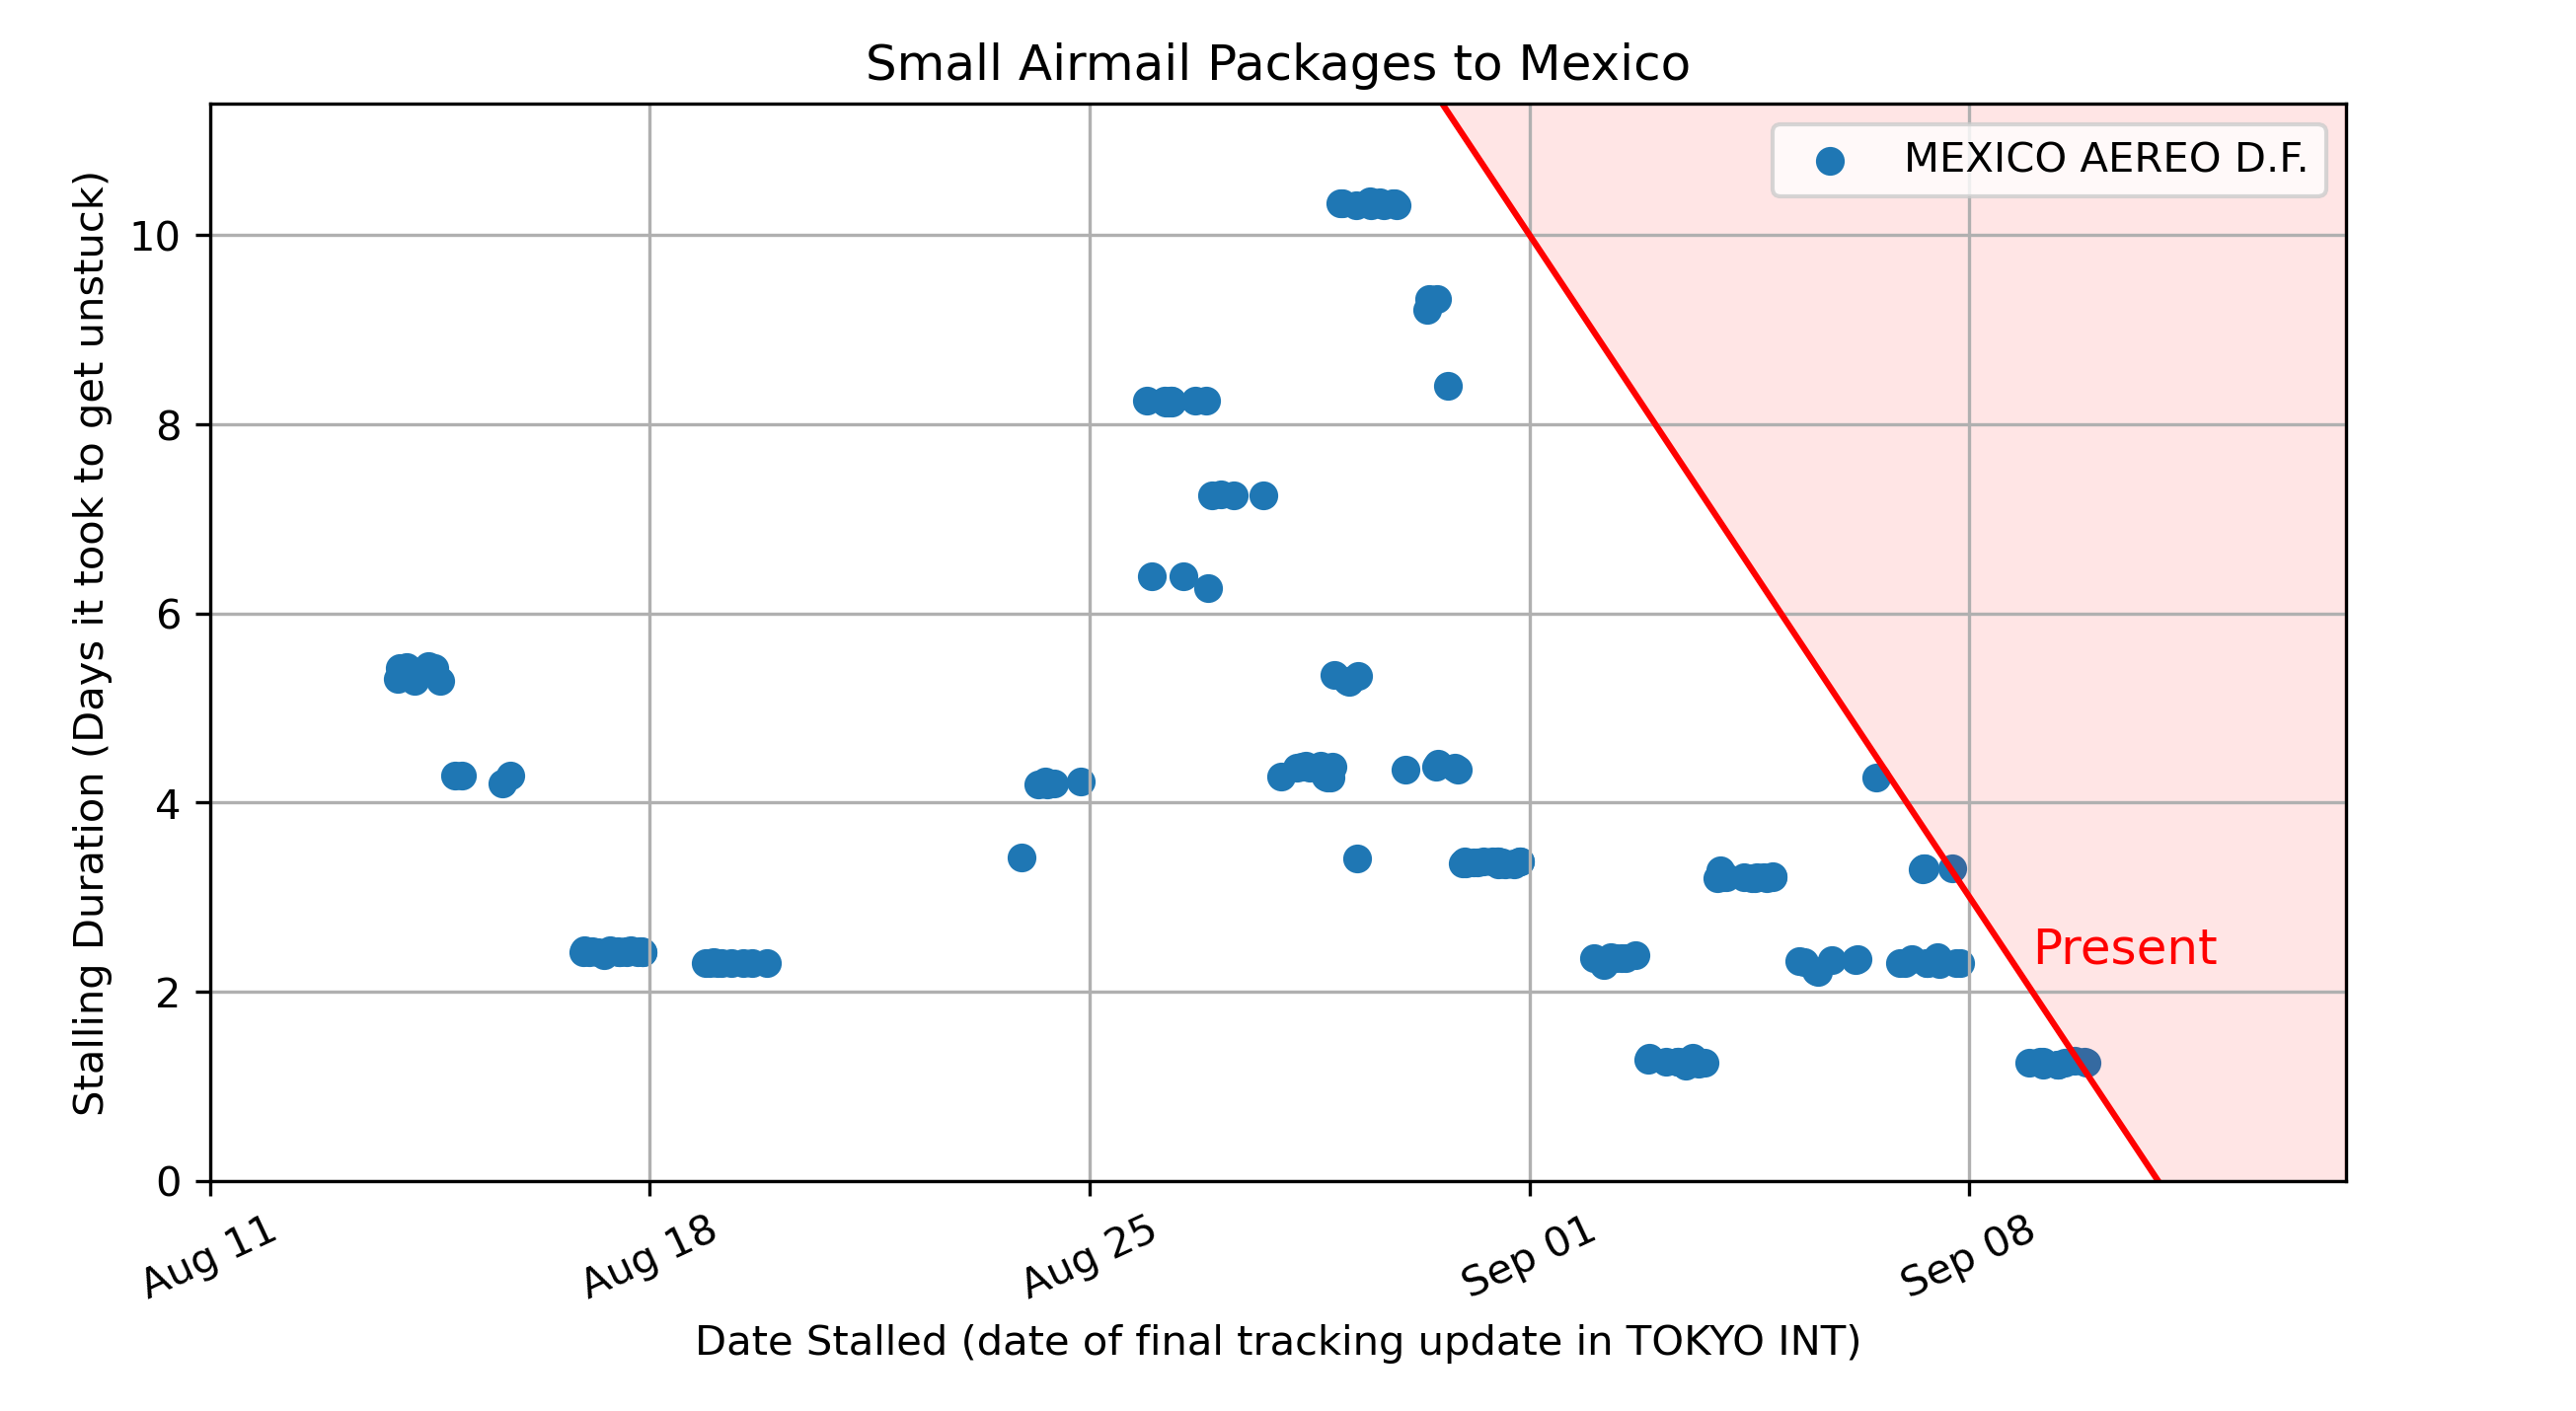 Small Airmail Packages to Mexico
MEXICO AEREO D.F.
Stalling Duration (Days it took to get unstuck)
10
8
6
4
2
0
Present
Aug 11
Aug 18
Aug 25
Sep 01
Sep 08
Date Stalled (date of final tracking update in TOKYO INT)